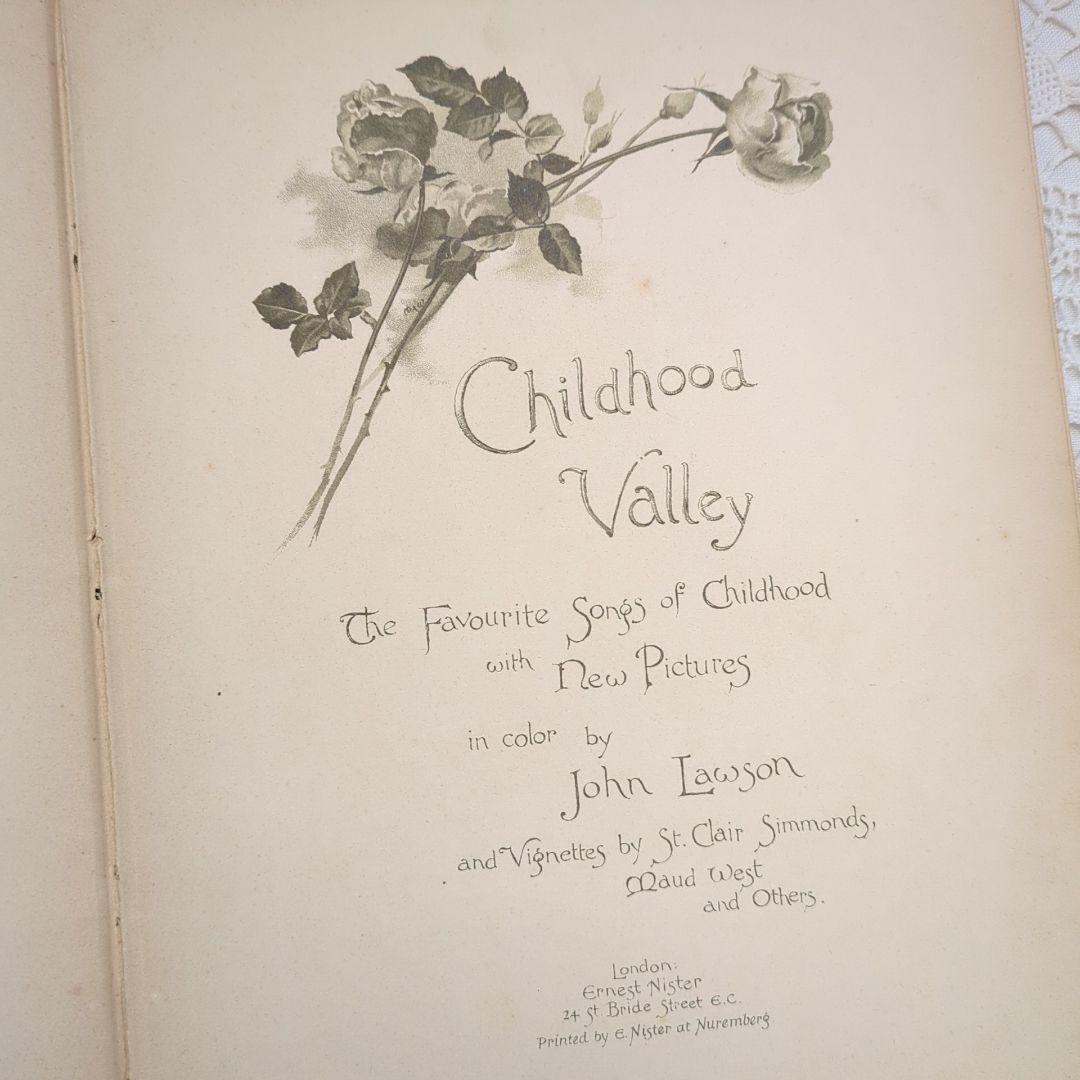 Childhood
Valley
The Favourite Songs of Childhood
with New Pictures
in color by
John Lawson
and Vignettes by St. Clair Simmonds,
Maud West
and Others.
London:
Ernest Nister
24 St. Bride Street E.C.
Printed by E. Nister at Nuremberg